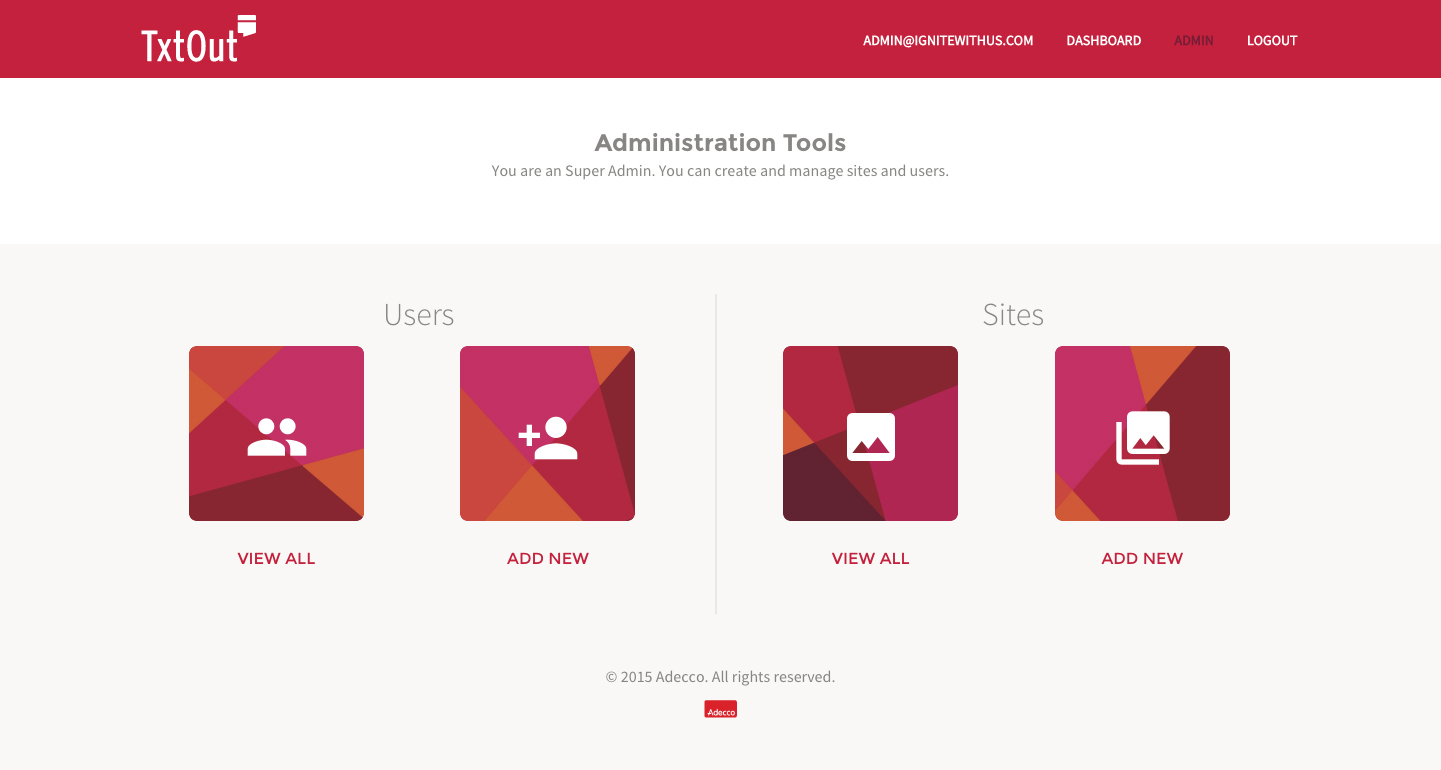 TxtOut
ADMIN@IGNITEWITHUS.COM DASHBOARD ADMIN LOGOUT
Administration Tools
You are an Super Admin. You can create and manage sites and users.
Users
Sites
VIEW ALL
ADD NEW
VIEW ALL
ADD NEW
© 2015 Adecco. All rights reserved.
Adecco